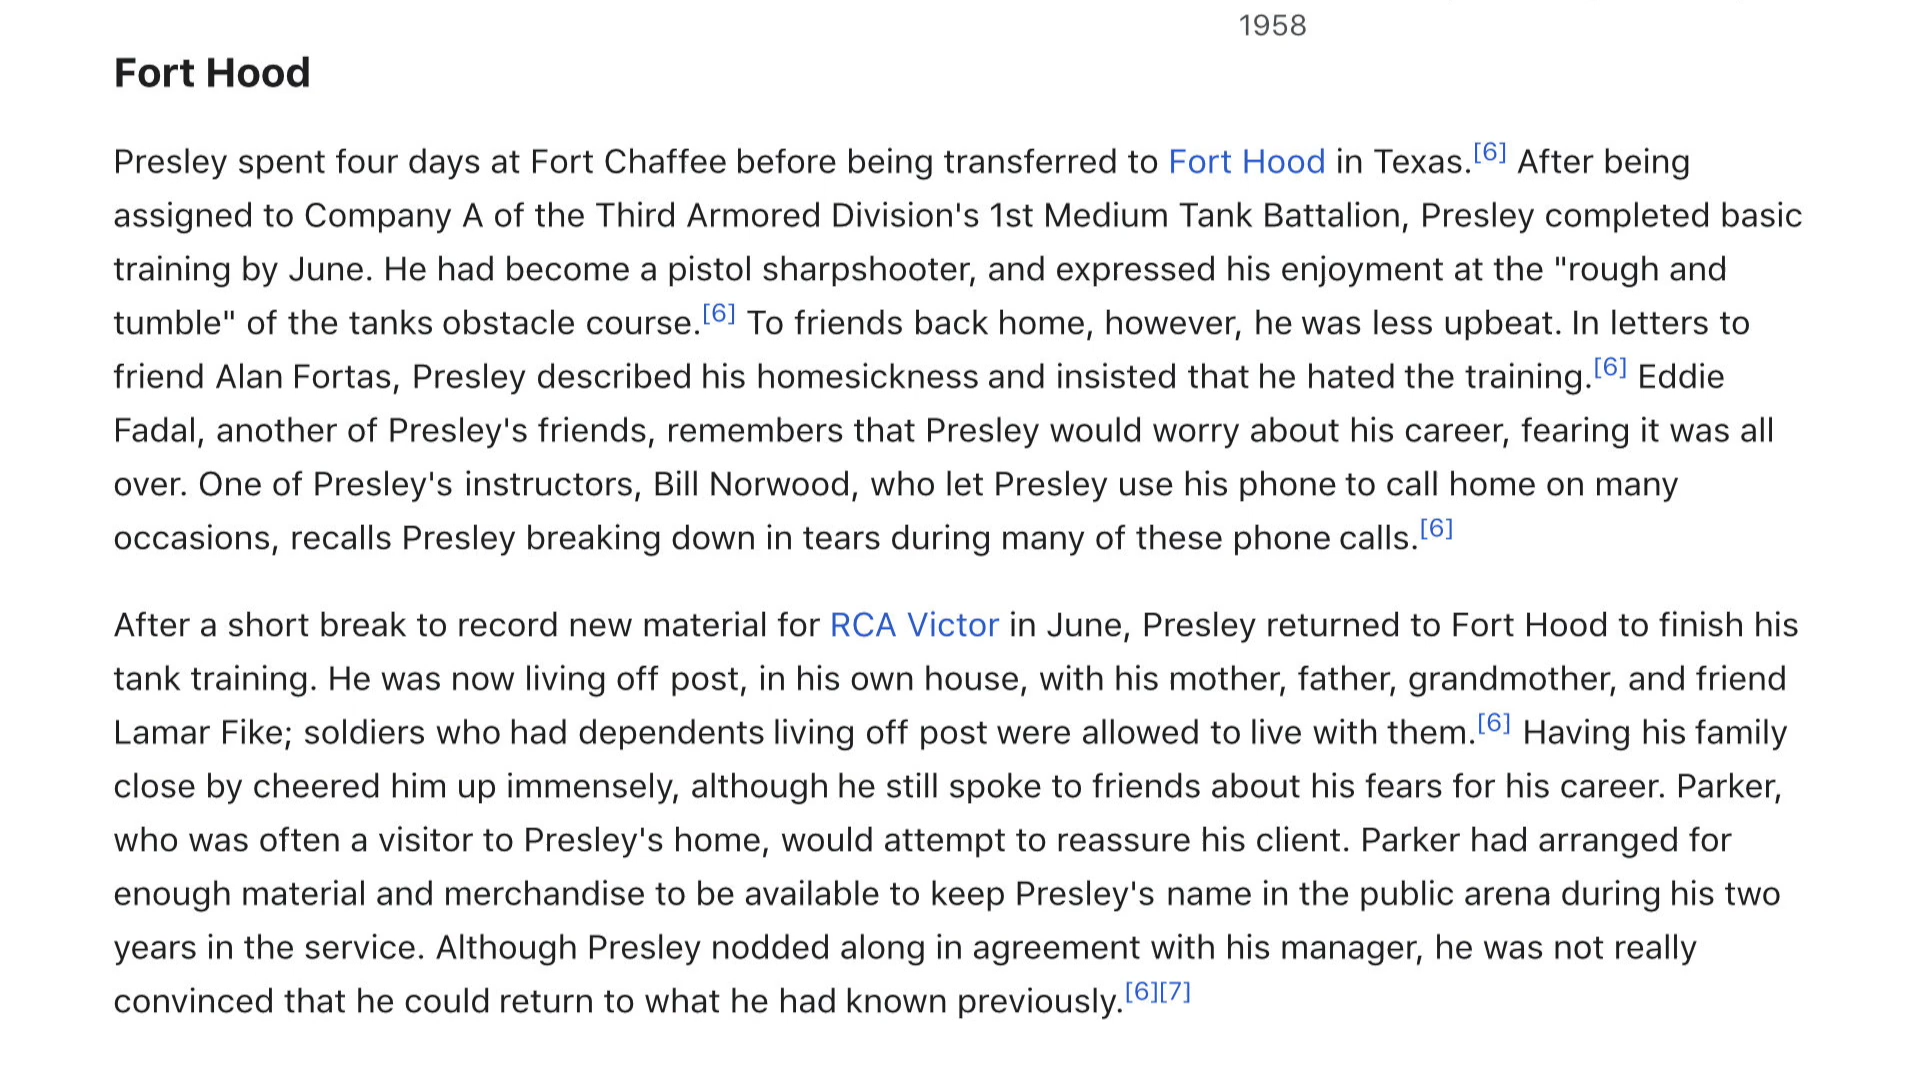 1958
Fort Hood
Presley spent four days at Fort Chaffee before being transferred to Fort Hood in Texas.[6] After being
assigned to Company A of the Third Armored Division's 1st Medium Tank Battalion, Presley completed basic
training by June. He had become a pistol sharpshooter, and expressed his enjoyment at the "rough and
tumble" of the tanks obstacle course.[6] To friends back home, however, he was less upbeat. In letters to
friend Alan Fortas, Presley described his homesickness and insisted that he hated the training.[6] Eddie
Fadal, another of Presley's friends, remembers that Presley would worry about his career, fearing it was all
over. One of Presley's instructors, Bill Norwood, who let Presley use his phone to call home on many
occasions, recalls Presley breaking down in tears during many of these phone calls.[6]
After a short break to record new material for RCA Victor in June, Presley returned to Fort Hood to finish his
tank training. He was now living off post, in his own house, with his mother, father, grandmother, and friend
Lamar Fike; soldiers who had dependents living off post were allowed to live with them.[6] Having his family
close by cheered him up immensely, although he still spoke to friends about his fears for his career. Parker,
who was often a visitor to Presley's home, would attempt to reassure his client. Parker had arranged for
enough material and merchandise to be available to keep Presley's name in the public arena during his two
years in the service. Although Presley nodded along in agreement with his manager, he was not really
convinced that he could return to what he had known previously.[6][7]